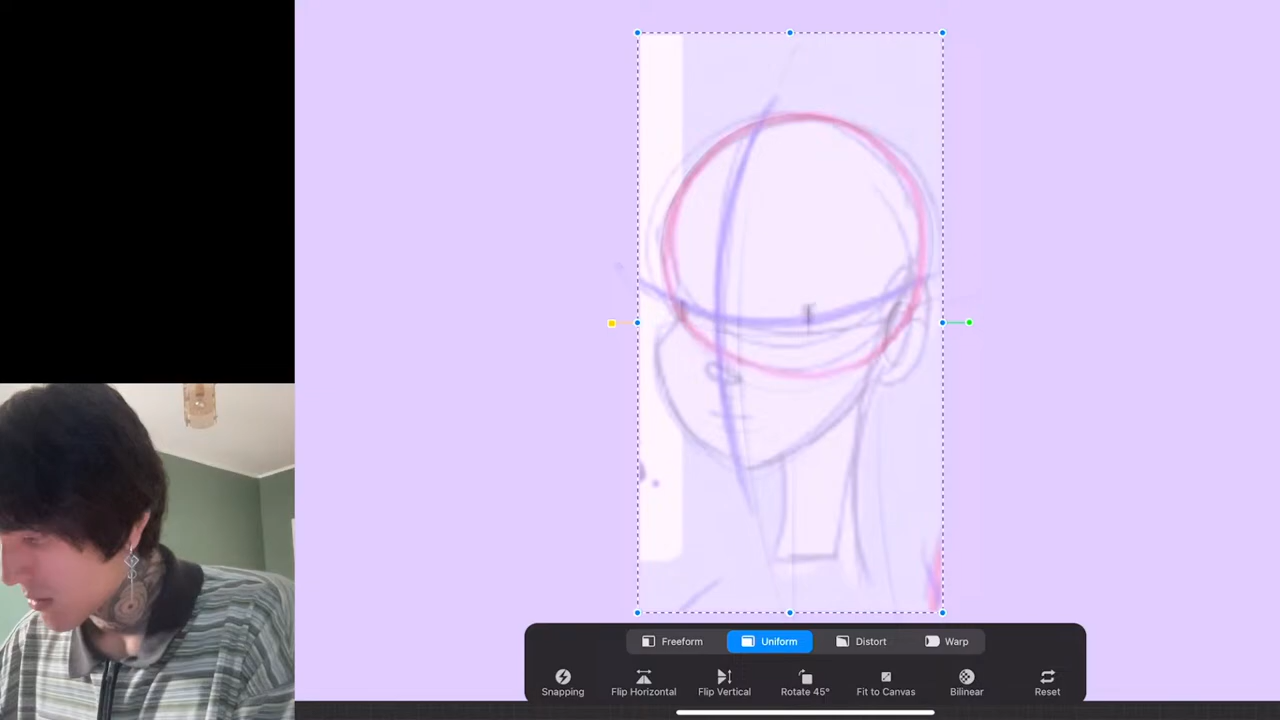 Freeform Uniform Distort Warp
Snapping Flip Horizontal Flip Vertical Rotate 45° Fit to Canvas Bilinear Reset